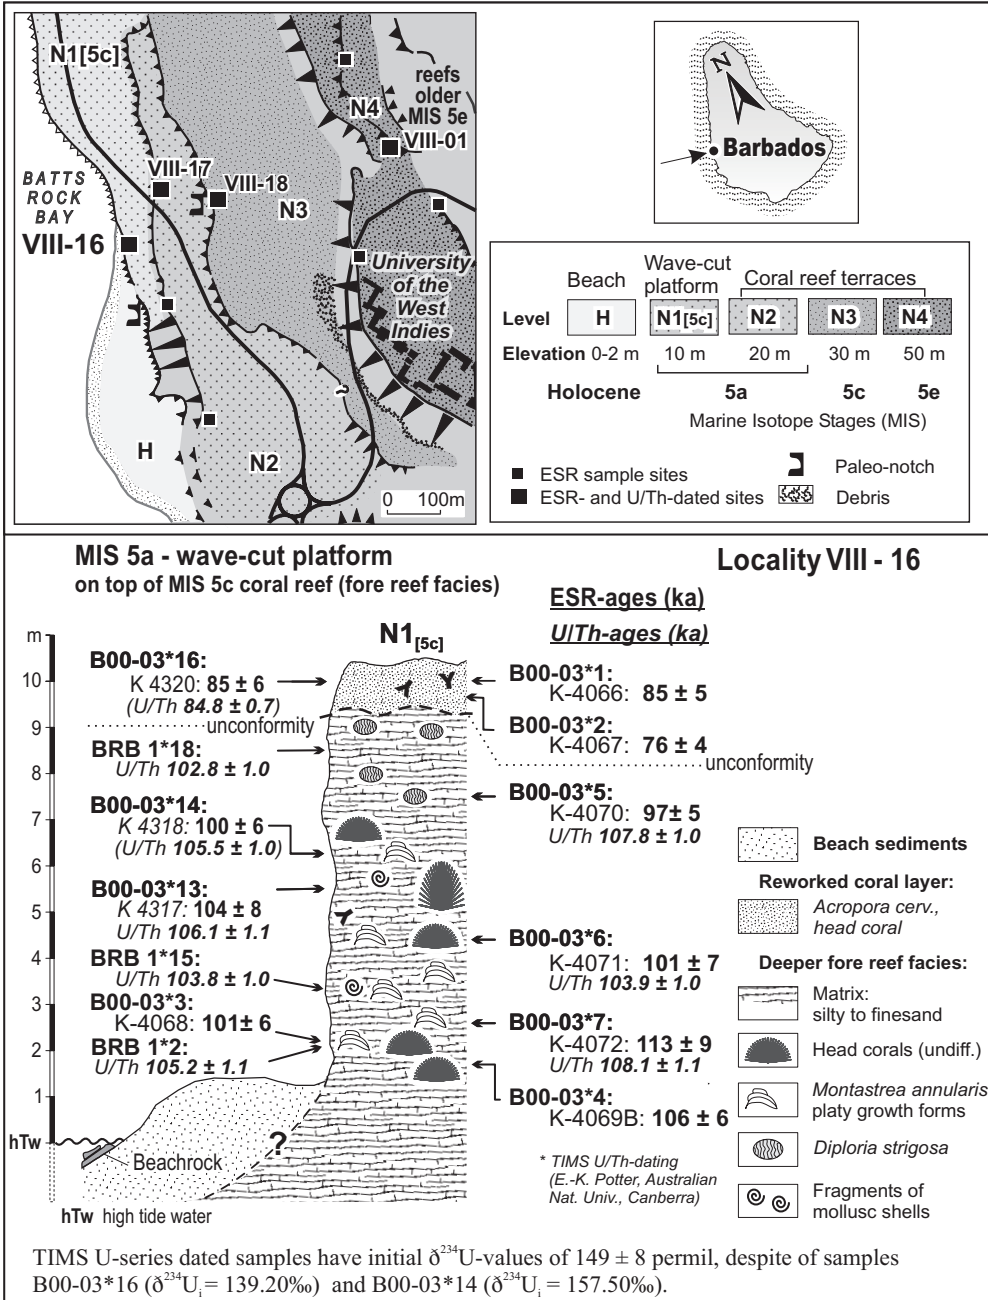 N1[5c]
reefs
older
MIS 5e
N4
VIII-01
VIII-17
VIII-18
BATTS
ROCK
BAY
N3
VIII-16
University
of the
West
Indies
H
N2
0 100m
N
Barbados
Beach
Wave-cut
platform
Coral reef terraces
Level H N1[5c] N2 N3 N4
Elevation 0-2 m 10 m 20 m 30 m 50 m
Holocene 5a 5c 5e
Marine Isotope Stages (MIS)
ESR sample sites
Paleo-notch
ESR- and U/Th-dated sites
Debris
MIS 5a - wave-cut platform
on top of MIS 5c coral reef (fore reef facies)
Locality VIII - 16
ESR-ages (ka)
U/Th-ages (ka)
N1[5c]
m
10
9
8
7
6
5
4
3
2
1
hTw
B00-03*16:
K 4320: 85 ± 6
(U/Th 84.8 ± 0.7)
unconformity
BRB 1*18:
U/Th 102.8 ± 1.0
B00-03*14:
K 4318: 100 ± 6
(U/Th 105.5 ± 1.0)
B00-03*13:
K 4317: 104 ± 8
U/Th 106.1 ± 1.1
BRB 1*15:
U/Th 103.8 ± 1.0
B00-03*3:
K-4068: 101± 6
BRB 1*2:
U/Th 105.2 ± 1.1
?
Beachrock
hTw high tide water
B00-03*1:
K-4066: 85 ± 5
B00-03*2:
K-4067: 76 ± 4
unconformity
B00-03*5:
K-4070: 97± 5
U/Th 107.8 ± 1.0
B00-03*6:
K-4071: 101 ± 7
U/Th 103.9 ± 1.0
B00-03*7:
K-4072: 113 ± 9
U/Th 108.1 ± 1.1
B00-03*4:
K-4069B: 106 ± 6
* TIMS U/Th-dating
(E.-K. Potter, Australian
Nat. Univ., Canberra)
Beach sediments
Reworked coral layer:
Acropora cerv.,
head coral
Deeper fore reef facies:
Matrix:
silty to finesand
Head corals (undiff.)
Montastrea annularis
platy growth forms
Diploria strigosa
Fragments of
mollusc shells
TIMS U-series dated samples have initial ð²³⁴U-values of 149 ± 8 permil, despite of samples
B00-03*16 (ð²³⁴Uᵢ = 139.20‰) and B00-03*14 (ð²³⁴Uᵢ = 157.50‰).